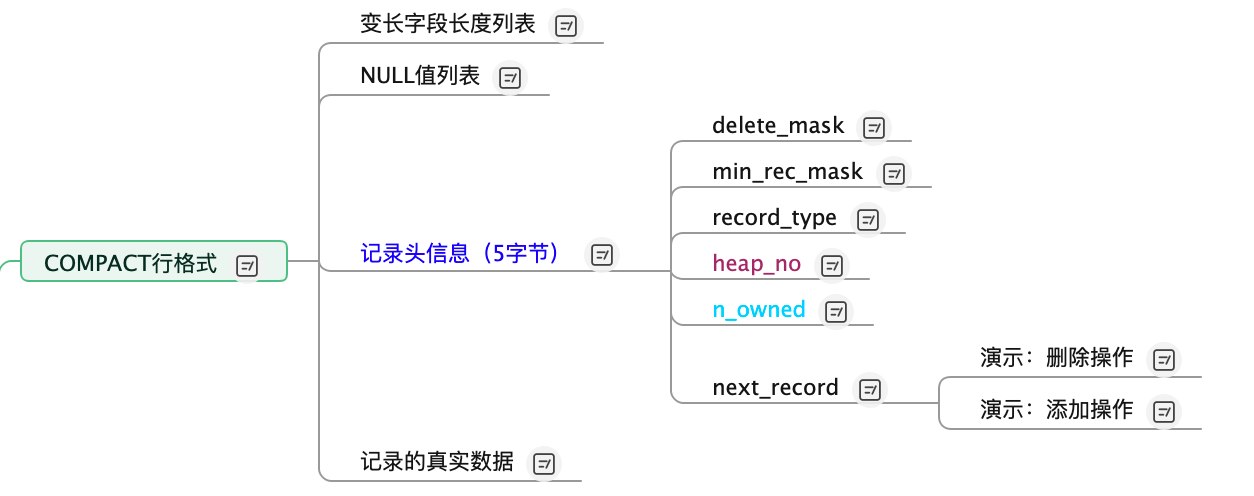 变长字段长度列表
NULL值列表
delete_mask
min_rec_mask
record_type
COMPACT行格式
记录头信息（5字节）
heap_no
n_owned
演示：删除操作
next_record
演示：添加操作
记录的真实数据